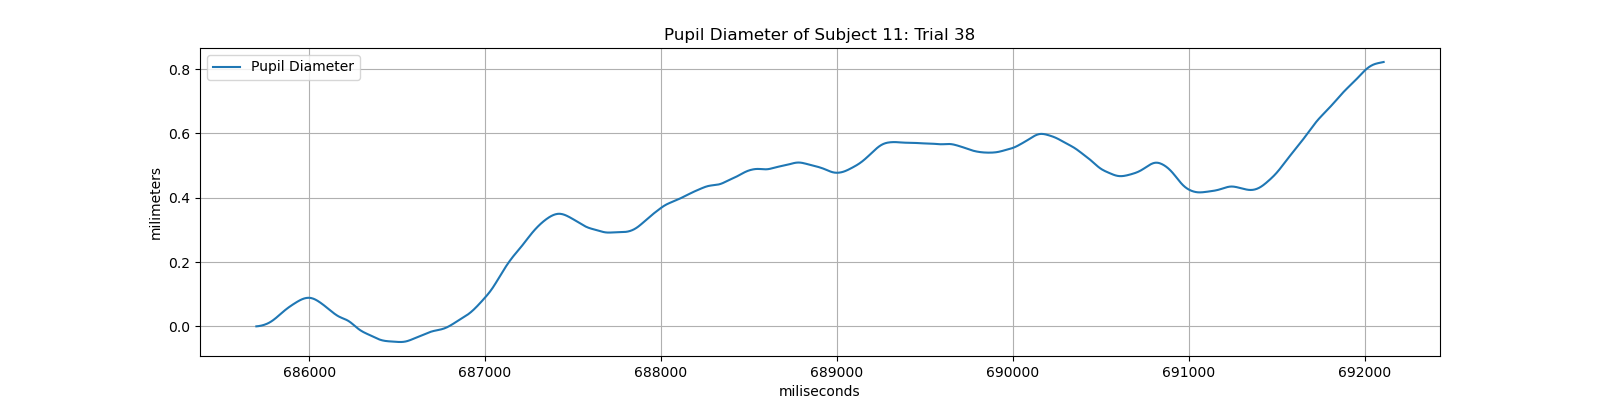 Pupil Diameter of Subject 11: Trial 38
Pupil Diameter
milimeters
0.8
0.6
0.4
0.2
0.0
686000 687000 688000 689000 690000 691000 692000
miliseconds